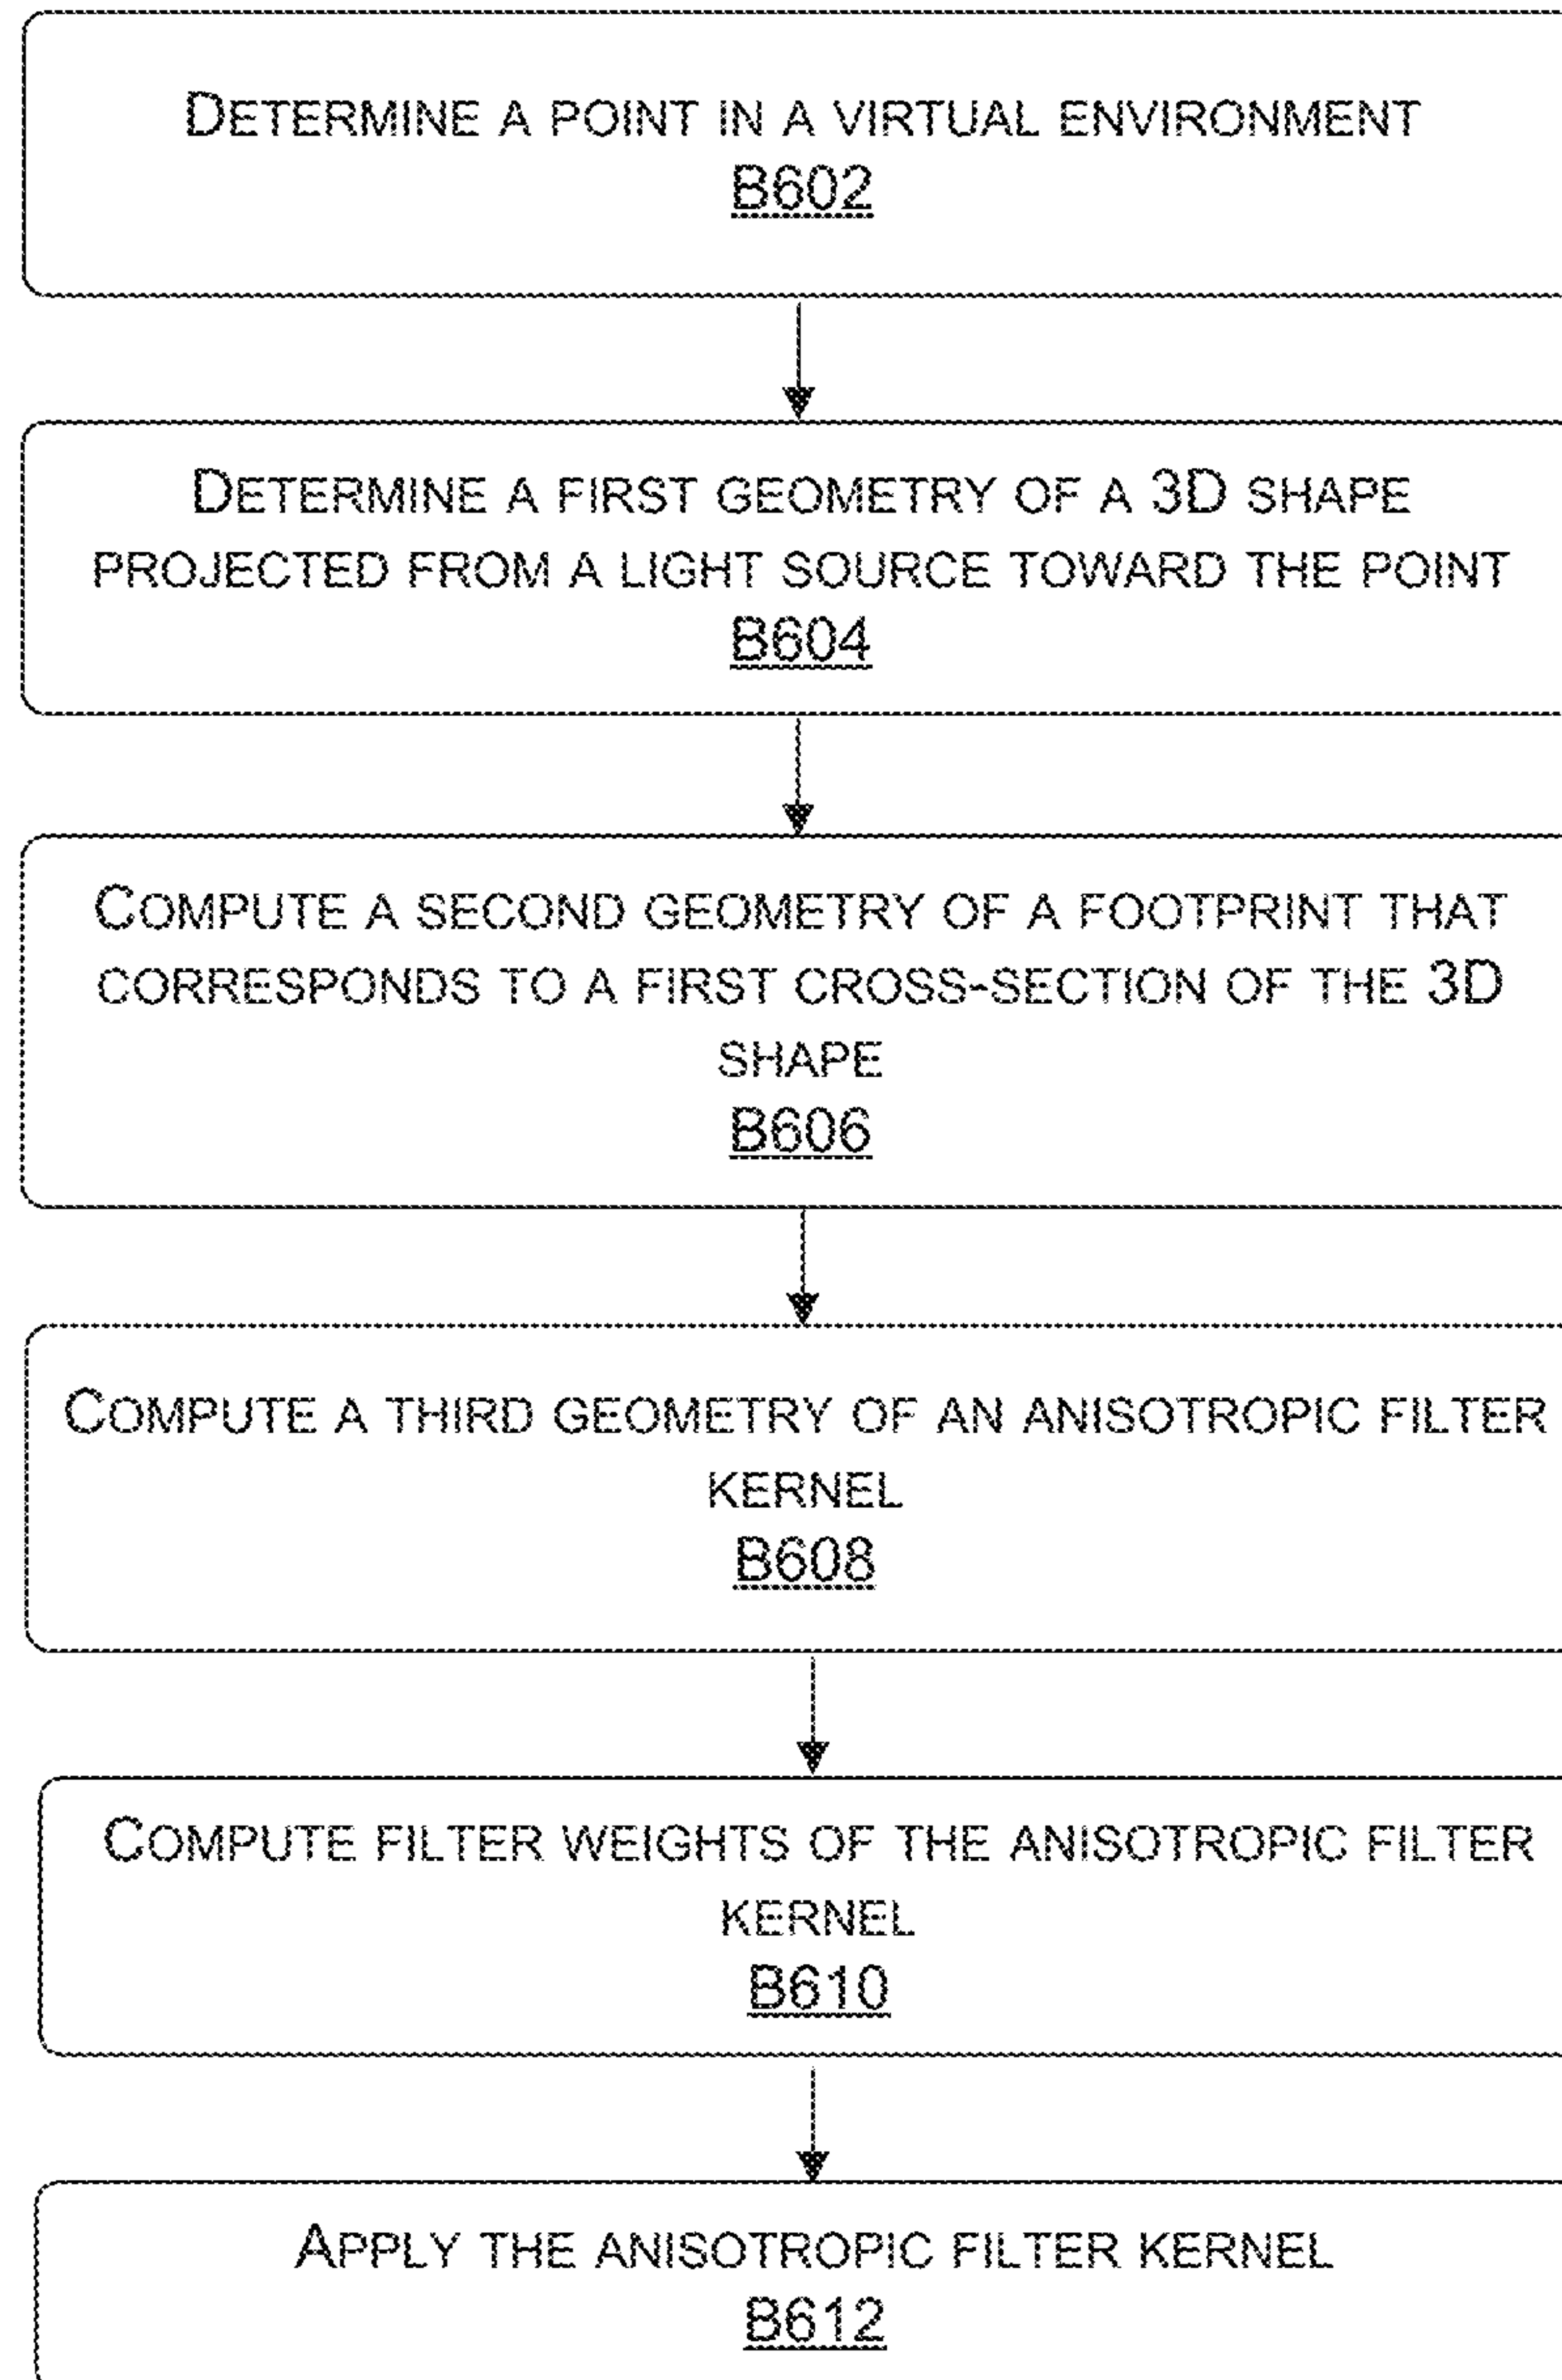 DETERMINE A POINT IN A VIRTUAL ENVIRONMENT
B602
DETERMINE A FIRST GEOMETRY OF A 3D SHAPE
PROJECTED FROM A LIGHT SOURCE TOWARD THE POINT
B604
COMPUTE A SECOND GEOMETRY OF A FOOTPRINT THAT
CORRESPONDS TO A FIRST CROSS-SECTION OF THE 3D
SHAPE
B606
COMPUTE A THIRD GEOMETRY OF AN ANISOTROPIC FILTER
KERNEL
B608
COMPUTE FILTER WEIGHTS OF THE ANISOTROPIC FILTER
KERNEL
B610
APPLY THE ANISOTROPIC FILTER KERNEL
B612